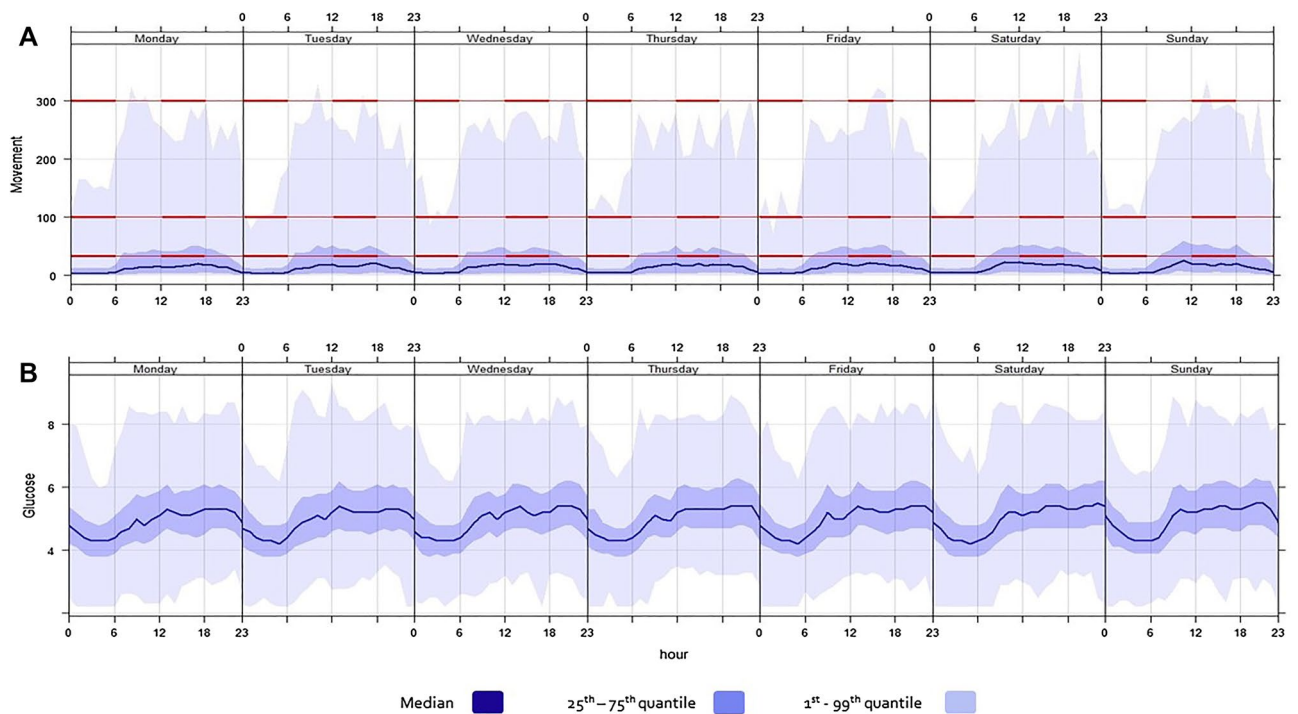 0 6 12 18 23 0 6 12 18 23 0 6 12 18 23
A
Monday Tuesday Wednesday Thursday Friday Saturday Sunday
Movement
300
200
100
0
0 6 12 18 23 0 6 12 18 23 0 6 12 18 23 0 6 12 18 23
0 6 12 18 23 0 6 12 18 23 0 6 12 18 23
B
Monday Tuesday Wednesday Thursday Friday Saturday Sunday
Glucose
8
6
4
0 6 12 18 23 0 6 12 18 23 0 6 12 18 23 0 6 12 18 23
hour
Median 25th – 75th quantile 1st - 99th quantile